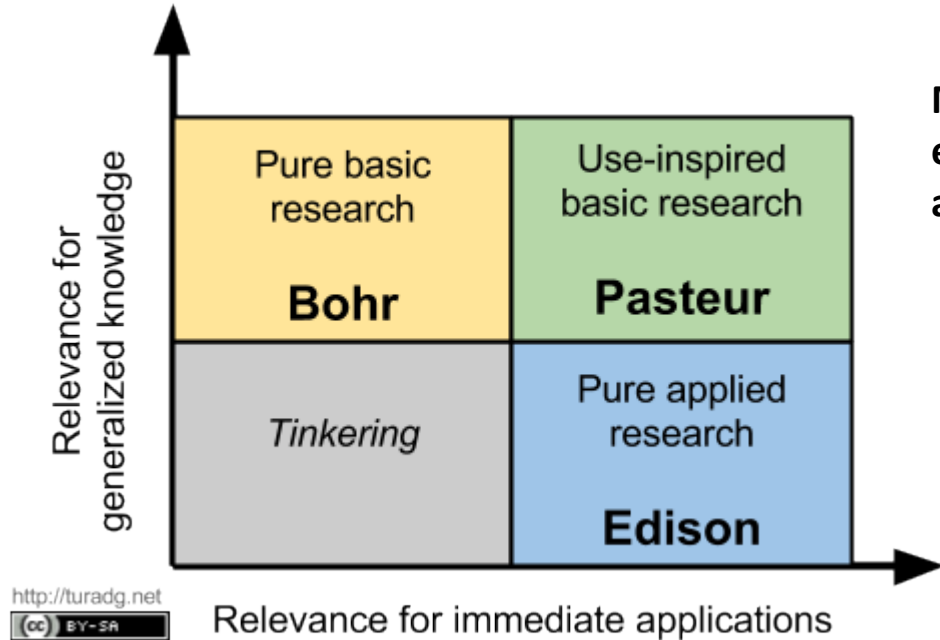 Relevance for
generalized knowledge
Pure basic
research
Bohr
Use-inspired
basic research
Pasteur
Tinkering
Pure applied
research
Edison
http://turadg.net
(cc) BY-SA
Relevance for immediate applications